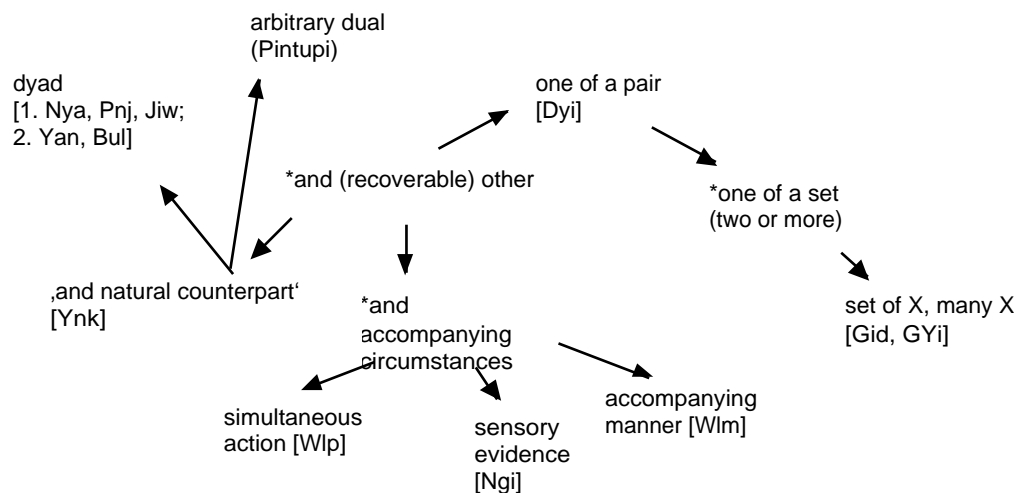 arbitrary dual
(Pintupi)
dyad
[1. Nya, Pnj, Jiw;
2. Yan, Bul]
one of a pair
[Dyi]
*and (recoverable) other
*one of a set
(two or more)
‚and natural counterpart‘
[Ynk]
*and
accompanying
circumstances
set of X, many X
[Gid, GYi]
simultaneous
action [Wlp]
sensory
evidence
[Ngi]
accompanying
manner [Wlm]